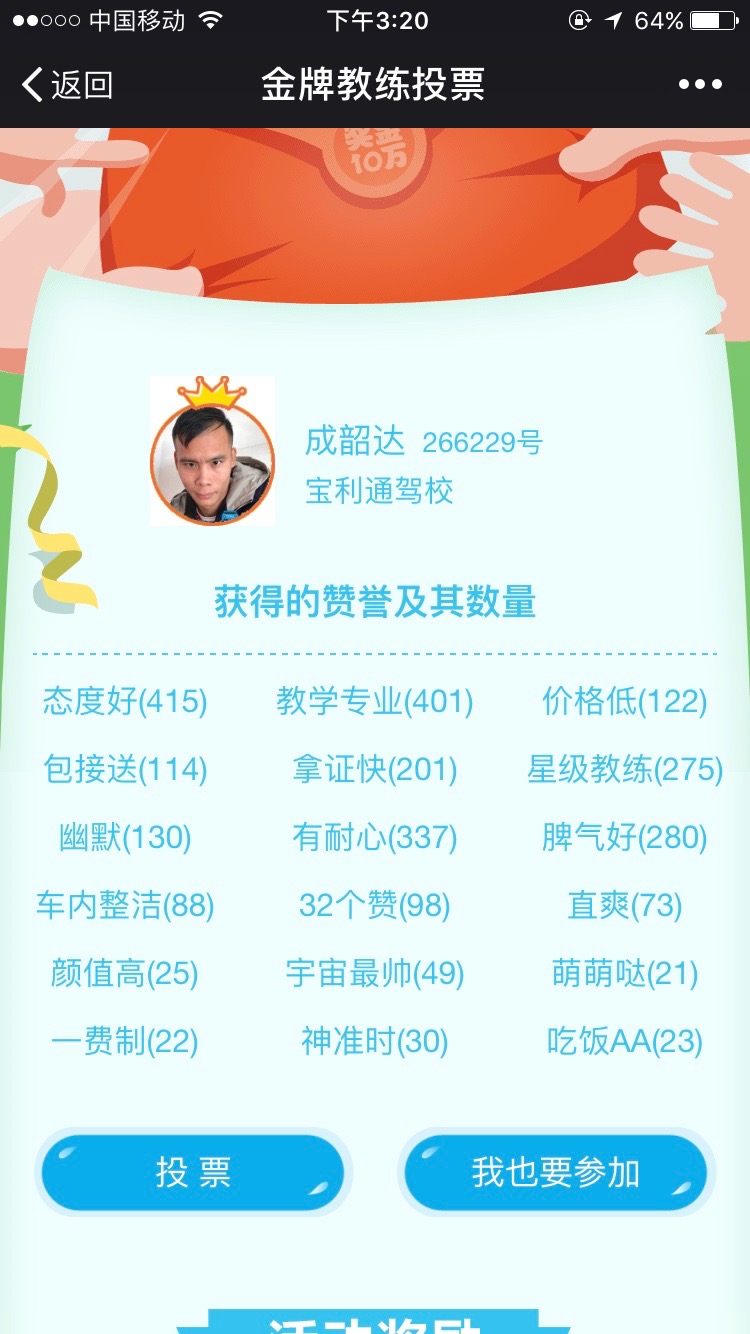 中国移动 下午3:20 64%
返回 金牌教练投票
奖金
10万
成韶达 266229号
宝利通驾校
获得的赞誉及其数量
态度好(415) 教学专业(401) 价格低(122)
包接送(114) 拿证快(201) 星级教练(275)
幽默(130) 有耐心(337) 脾气好(280)
车内整洁(88) 32个赞(98) 直爽(73)
颜值高(25) 宇宙最帅(49) 萌萌哒(21)
一费制(22) 神准时(30) 吃饭AA(23)
投 票 我也要参加
活动奖励